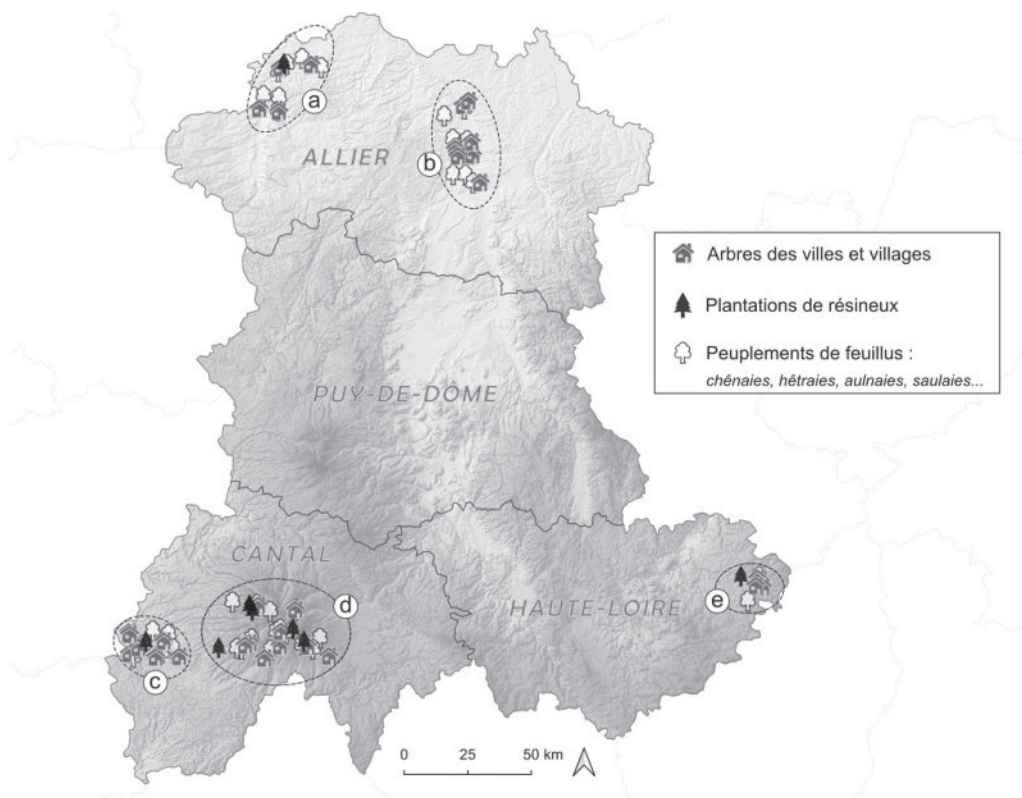 a
ALLIER
b
Arbres des villes et villages
Plantations de résineux
Peuplements de feuillus :
chênaies, hêtraies, aulnaies, saulaies...
PUY-DE-DÔME
CANTAL
d
HAUTE-LOIRE
e
c
0 25 50 km